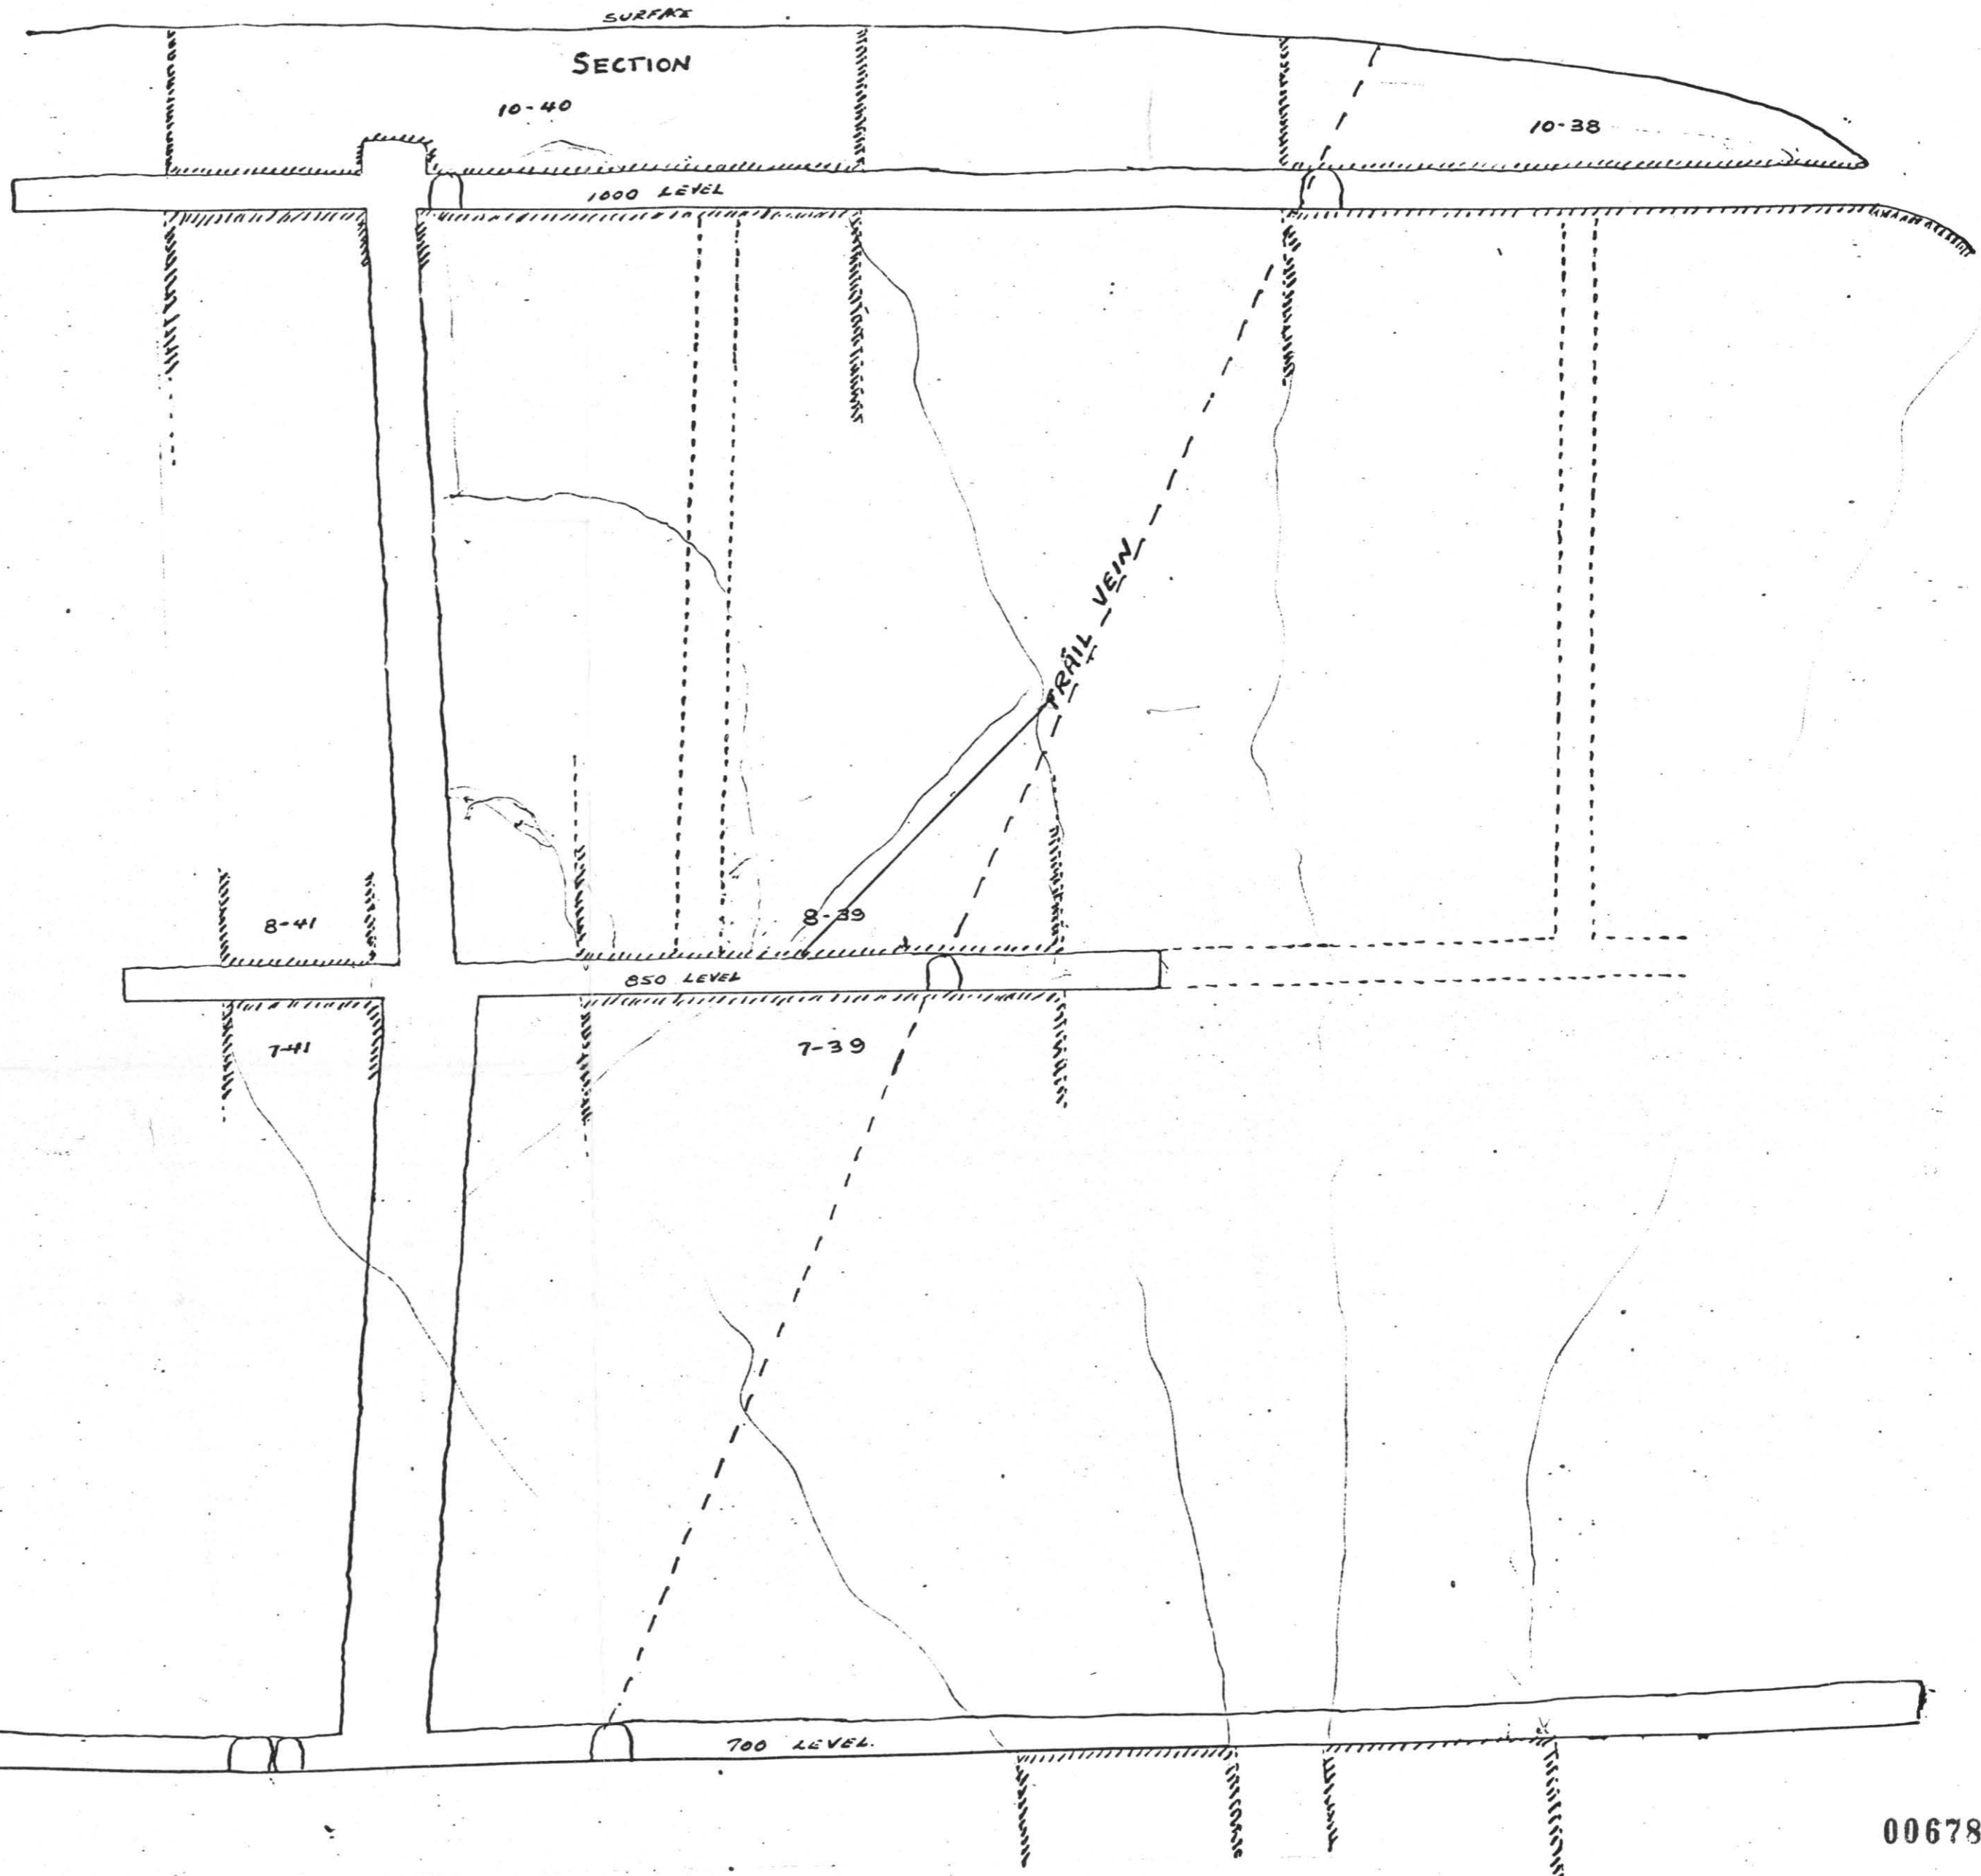 SURFACE
SECTION
10-40
10-38
1000 LEVEL
TRAIL VEIN
8-41
8-39
850 LEVEL
7-41
7-39
700 LEVEL.
00678